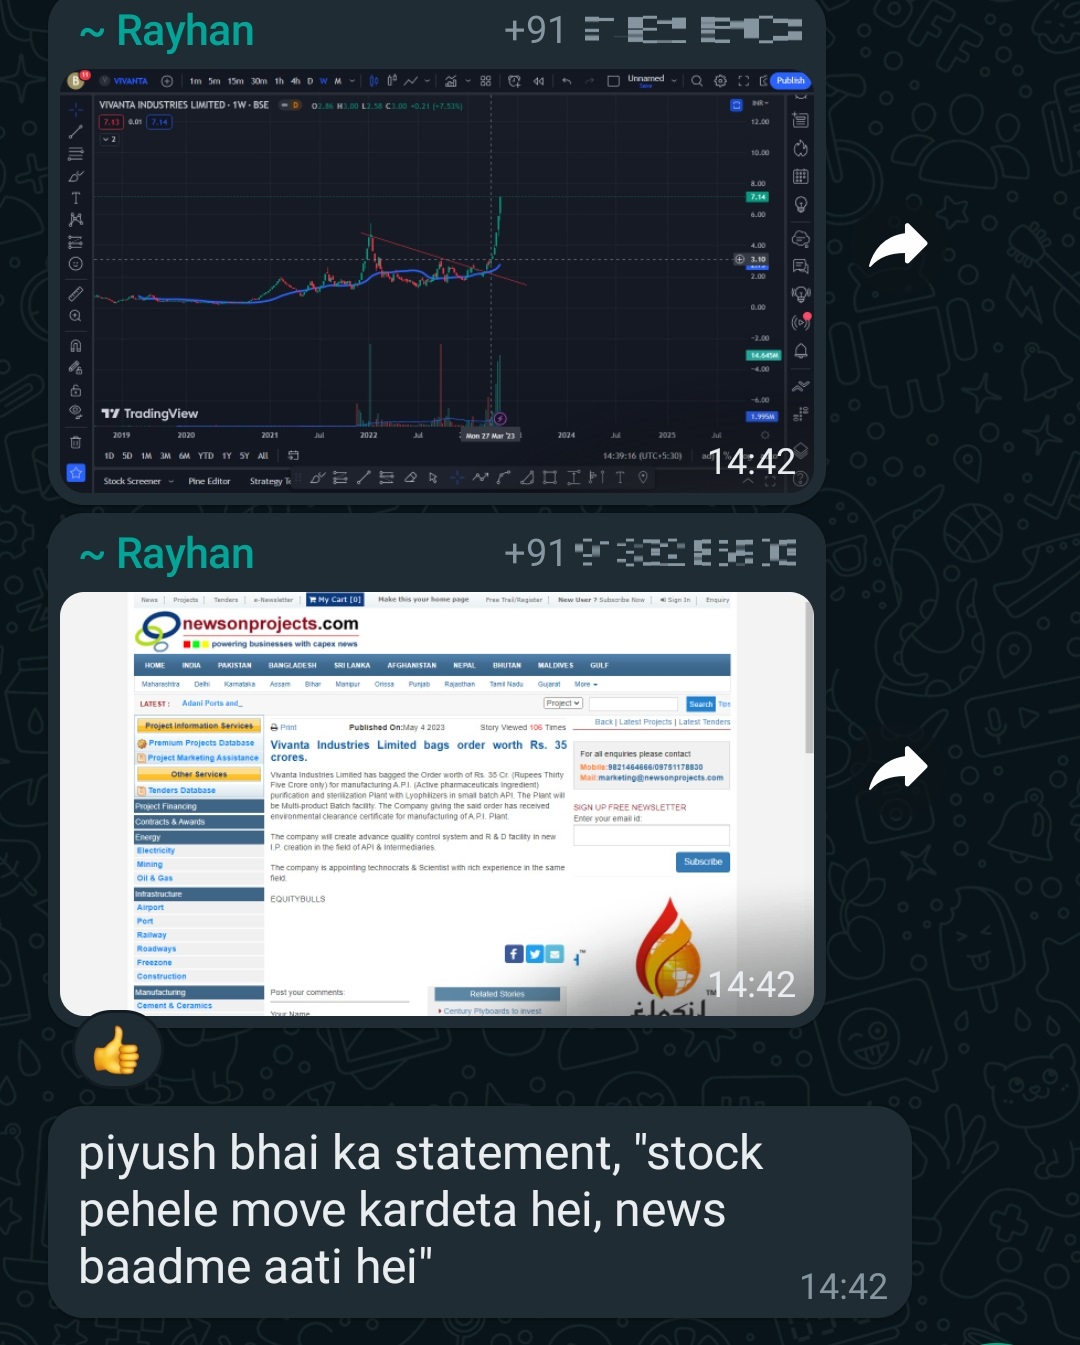 ~ Rayhan
+91
VIVANTA
1m 5m 15m 30m 1h 4h D W M
Unnamed
Save
Publish
VIVANTA INDUSTRIES LIMITED · 1W · BSE
D
O2.86 H3.00 L2.58 C3.00 +0.21 (+7.53%)
INR
7.13 0.01 7.14
2
12.00
10.00
8.00
7.14
6.00
4.00
3.10
2.00
0.00
-2.00
14.645M
-4.00
-6.00
1.995M
TradingView
2019 2020 2021 Jul 2022 Jul Mon 27 Mar '23 2024 Jul 2025 Jul
1D 5D 1M 3M 6M YTD 1Y 5Y All
14:39:16 (UTC+5:30)
14:42
Stock Screener Pine Editor Strategy Te
~ Rayhan
+91
News | Projects | Tenders | e-Newsletter | My Cart [0] Make this your home page Free Trail/Register | New User ? Subscribe Now | Sign In | Enquiry
newsonprojects.com
powering businesses with capex news
HOME INDIA PAKISTAN BANGLADESH SRI LANKA AFGHANISTAN NEPAL BHUTAN MALDIVES GULF
Maharashtra Delhi Karnataka Assam Bihar Manipur Orissa Punjab Rajasthan Tamil Nadu Gujarat More
LATEST : Adani Ports and_
Project
Search Tips
Back | Latest Projects | Latest Tenders
Project Information Services
Premium Projects Database
Project Marketing Assistance
Other Services
Tenders Database
Project Financing
Contracts & Awards
Energy
Electricity
Mining
Oil & Gas
Infrastructure
Airport
Port
Railway
Roadways
Freezone
Construction
Manufacturing
Cement & Ceramics
Print Published On:May 4 2023 Story Viewed 106 Times
Vivanta Industries Limited bags order worth Rs. 35
crores.
Vivanta Industries Limited has bagged the Order worth of Rs. 35 Cr. (Rupees Thirty
Five Crore only) for manufacturing A.P.I. (Active pharmaceuticals Ingredient)
purification and sterilization Plant with Lyophilizers in small batch API. The Plant will
be Multi-product Batch facility. The Company giving the said order has received
environmental clearance certificate for manufacturing of A.P.I. Plant.
The company will create advance quality control system and R & D facility in new
I.P. creation in the field of API & Intermediaries.
The company is appointing technocrats & Scientist with rich experience in the same
field.
EQUITYBULLS
Post your comments:
Your Name
Related Stories
Century Plyboards to invest
For all enquiries please contact
Mobile:9821464666/09751178830
Mail:marketing@newsonprojects.com
SIGN UP FREE NEWSLETTER
Enter your email id:
Subscribe
TM
14:42
piyush bhai ka statement, "stock
pehele move kardeta hei, news
baadme aati hei"
14:42